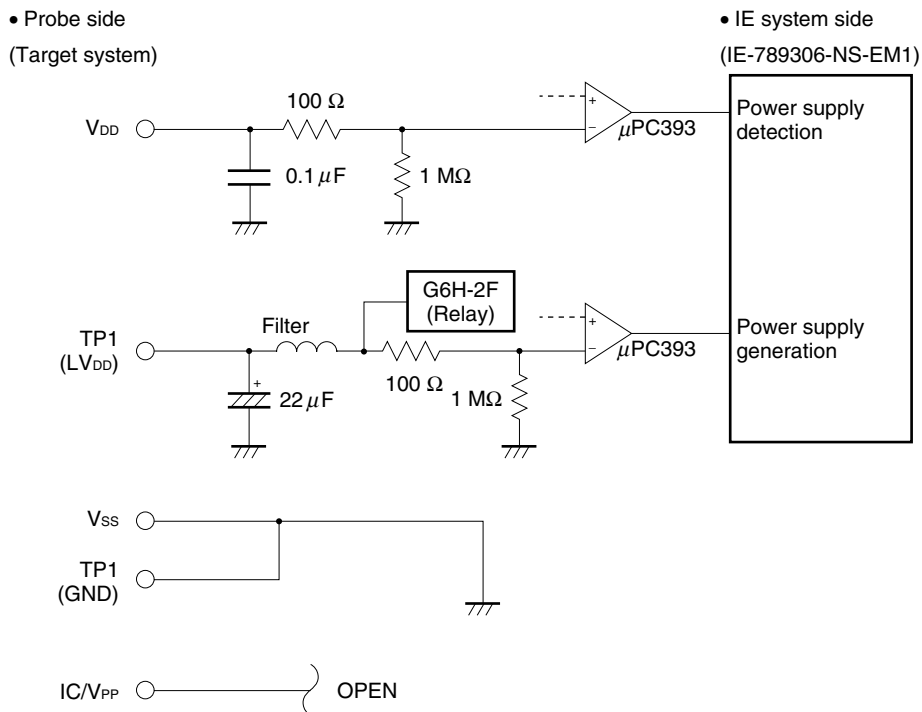 • Probe side
(Target system)
• IE system side
(IE-789306-NS-EM1)
VDD
100 Ω
0.1 μF
1 MΩ
+
−
μPC393
Power supply
detection
TP1
(LVDD)
Filter
+
22 μF
G6H-2F
(Relay)
100 Ω
1 MΩ
+
−
μPC393
Power supply
generation
VSS
TP1
(GND)
IC/VPP
OPEN